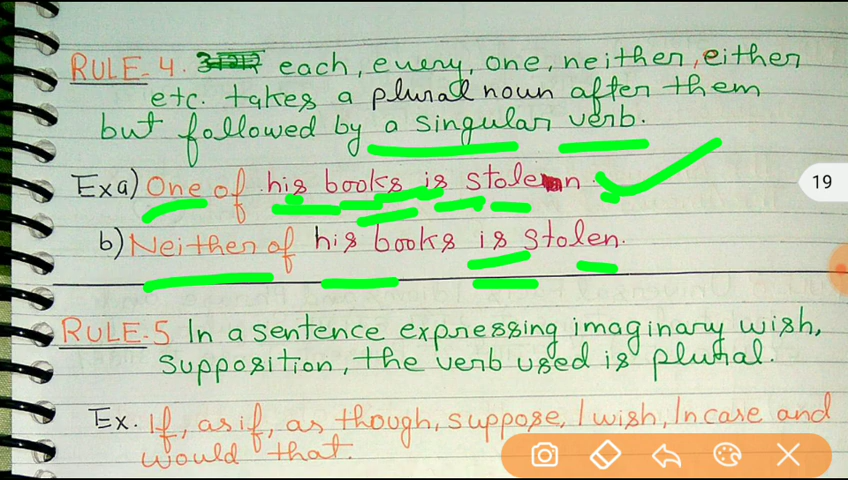 RULE-4. each, every, one, neither, either
etc. takes a plural noun after them
but followed by a singular verb.
Ex a) One of his books is stolen.
19
b) Neither of his books is stolen.
RULE-5 In a sentence expressing imaginary wish,
supposition, the verb used is plural.
Ex. If, as if, as though, suppose, I wish, In case and
would that.